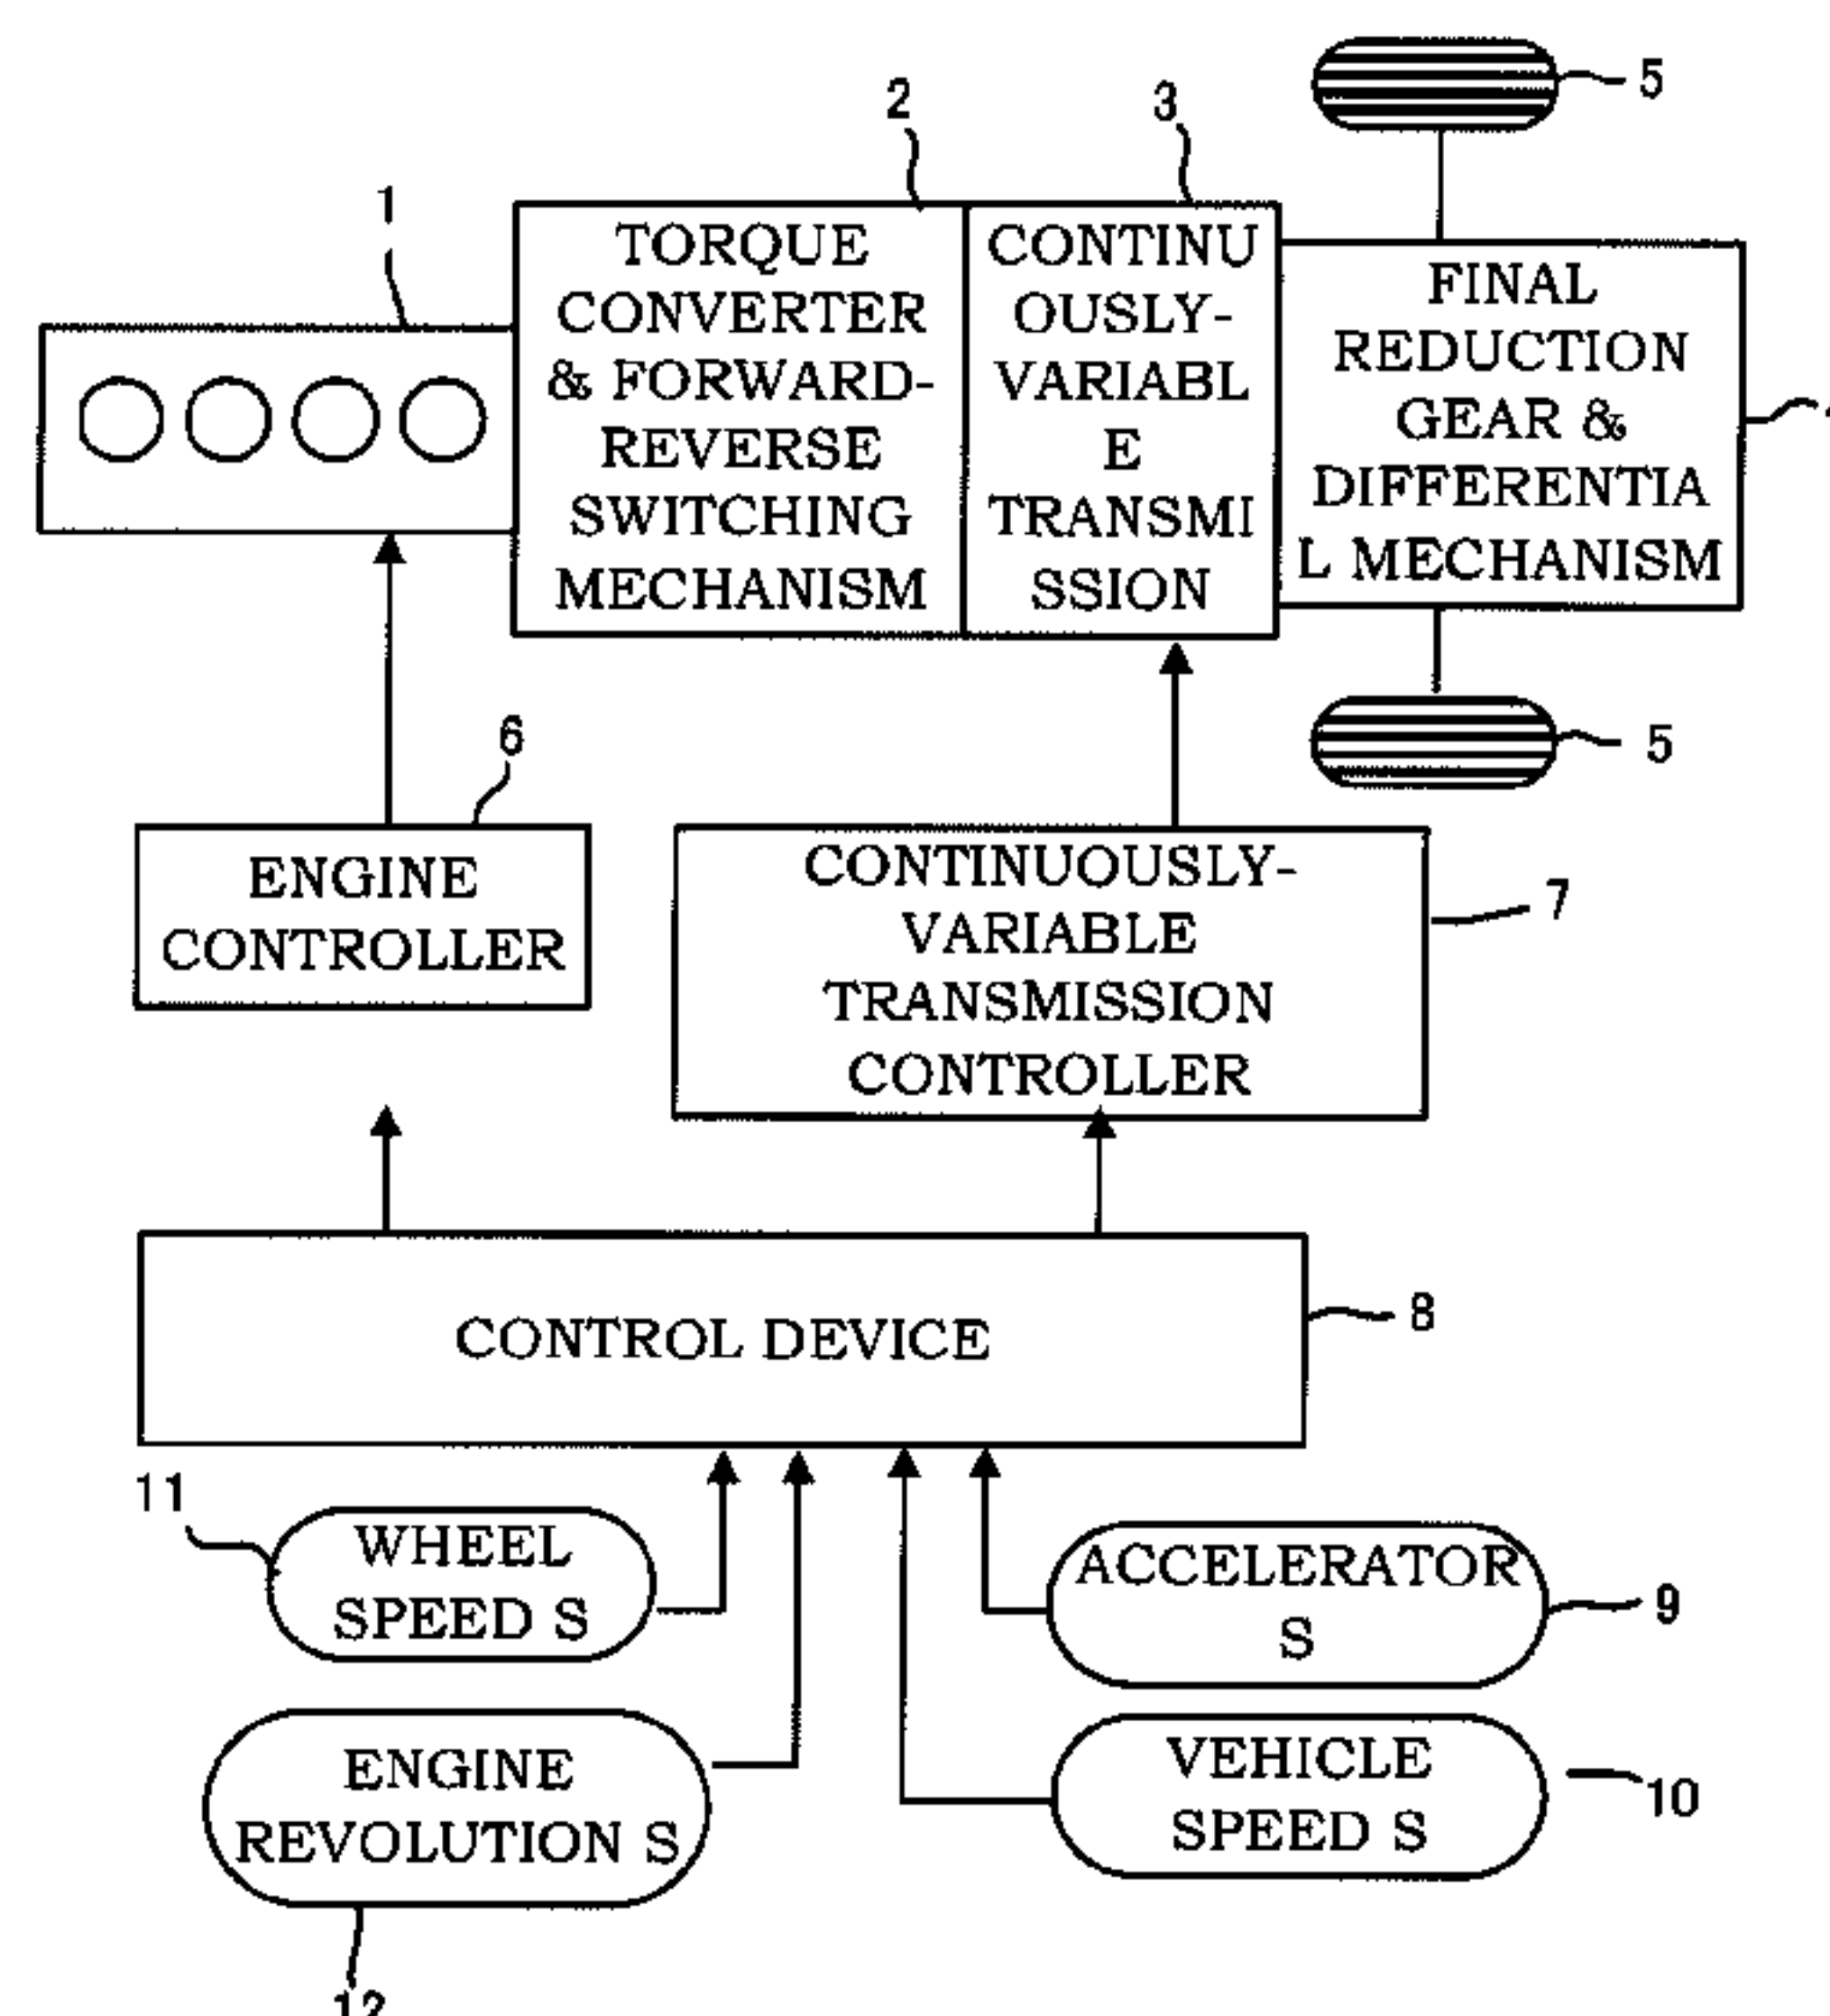 2
3
5
1
TORQUE
CONVERTER
& FORWARD-
REVERSE
SWITCHING
MECHANISM
CONTINU
OUSLY-
VARIABL
E
TRANSMI
SSION
FINAL
REDUCTION
GEAR &
DIFFERENTIA
L MECHANISM
5
6
ENGINE
CONTROLLER
CONTINUOUSLY-
VARIABLE
TRANSMISSION
CONTROLLER
7
CONTROL DEVICE
8
11
WHEEL
SPEED S
ACCELERATOR
S
9
ENGINE
REVOLUTION S
VEHICLE
SPEED S
10
12